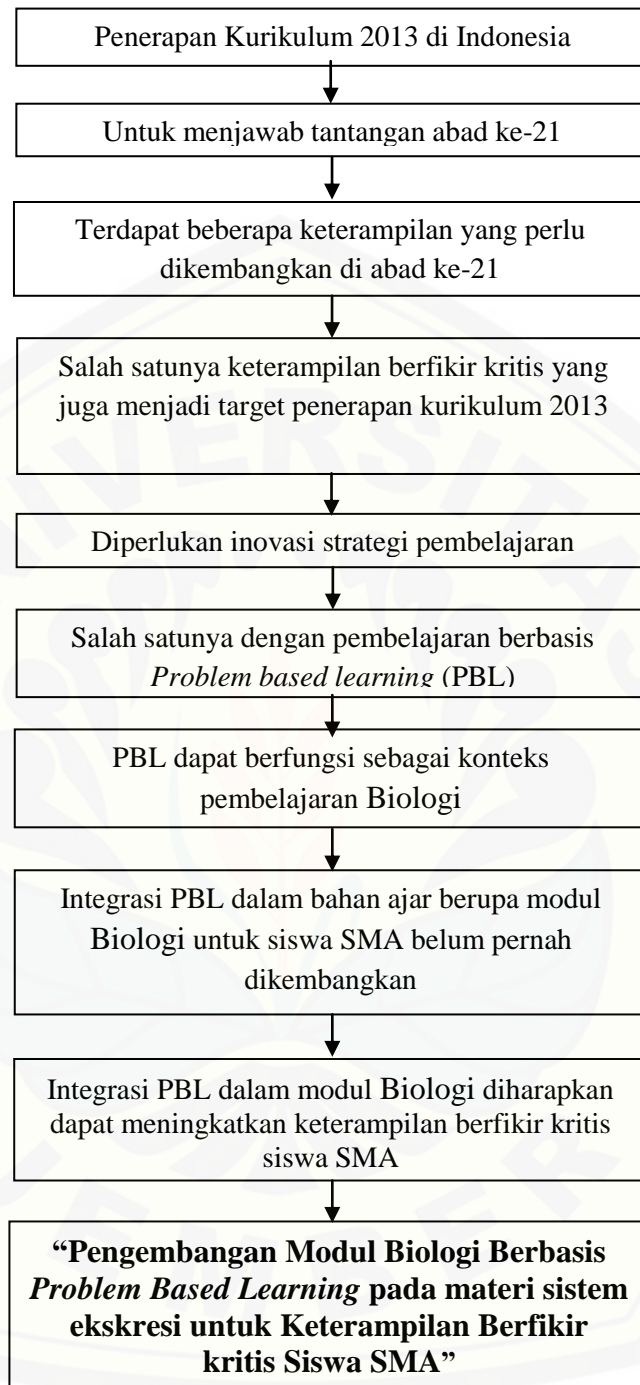 Penerapan Kurikulum 2013 di Indonesia
Untuk menjawab tantangan abad ke-21
Terdapat beberapa keterampilan yang perlu
dikembangkan di abad ke-21
Salah satunya keterampilan berfikir kritis yang
juga menjadi target penerapan kurikulum 2013
Diperlukan inovasi strategi pembelajaran
Salah satunya dengan pembelajaran berbasis
Problem based learning (PBL)
PBL dapat berfungsi sebagai konteks
pembelajaran Biologi
Integrasi PBL dalam bahan ajar berupa modul
Biologi untuk siswa SMA belum pernah
dikembangkan
Integrasi PBL dalam modul Biologi diharapkan
dapat meningkatkan keterampilan berfikir kritis
siswa SMA
“Pengembangan Modul Biologi Berbasis
Problem Based Learning pada materi sistem
ekskresi untuk Keterampilan Berfikir
kritis Siswa SMA”
UNIVERSITAS
JEMBER